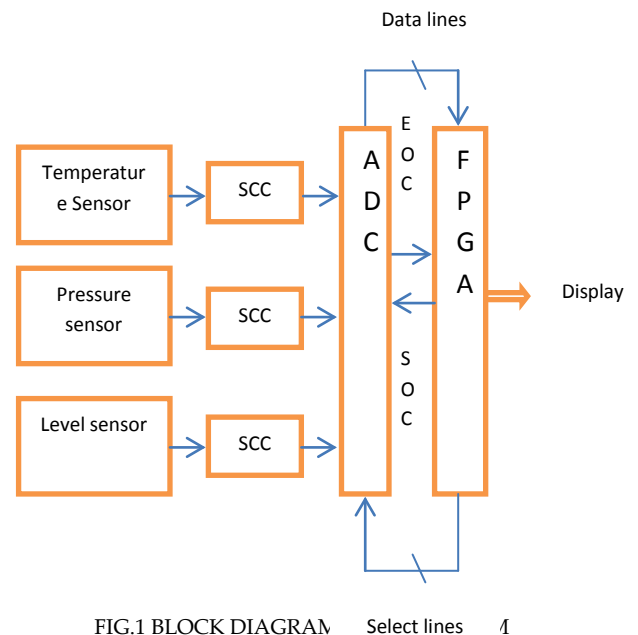 Data lines
Temperatur
e Sensor
SCC
A
D
C
E
O
C
F
P
G
A
Pressure
sensor
SCC
Display
S
O
C
Level sensor
SCC
Select lines
FIG.1 BLOCK DIAGRAM